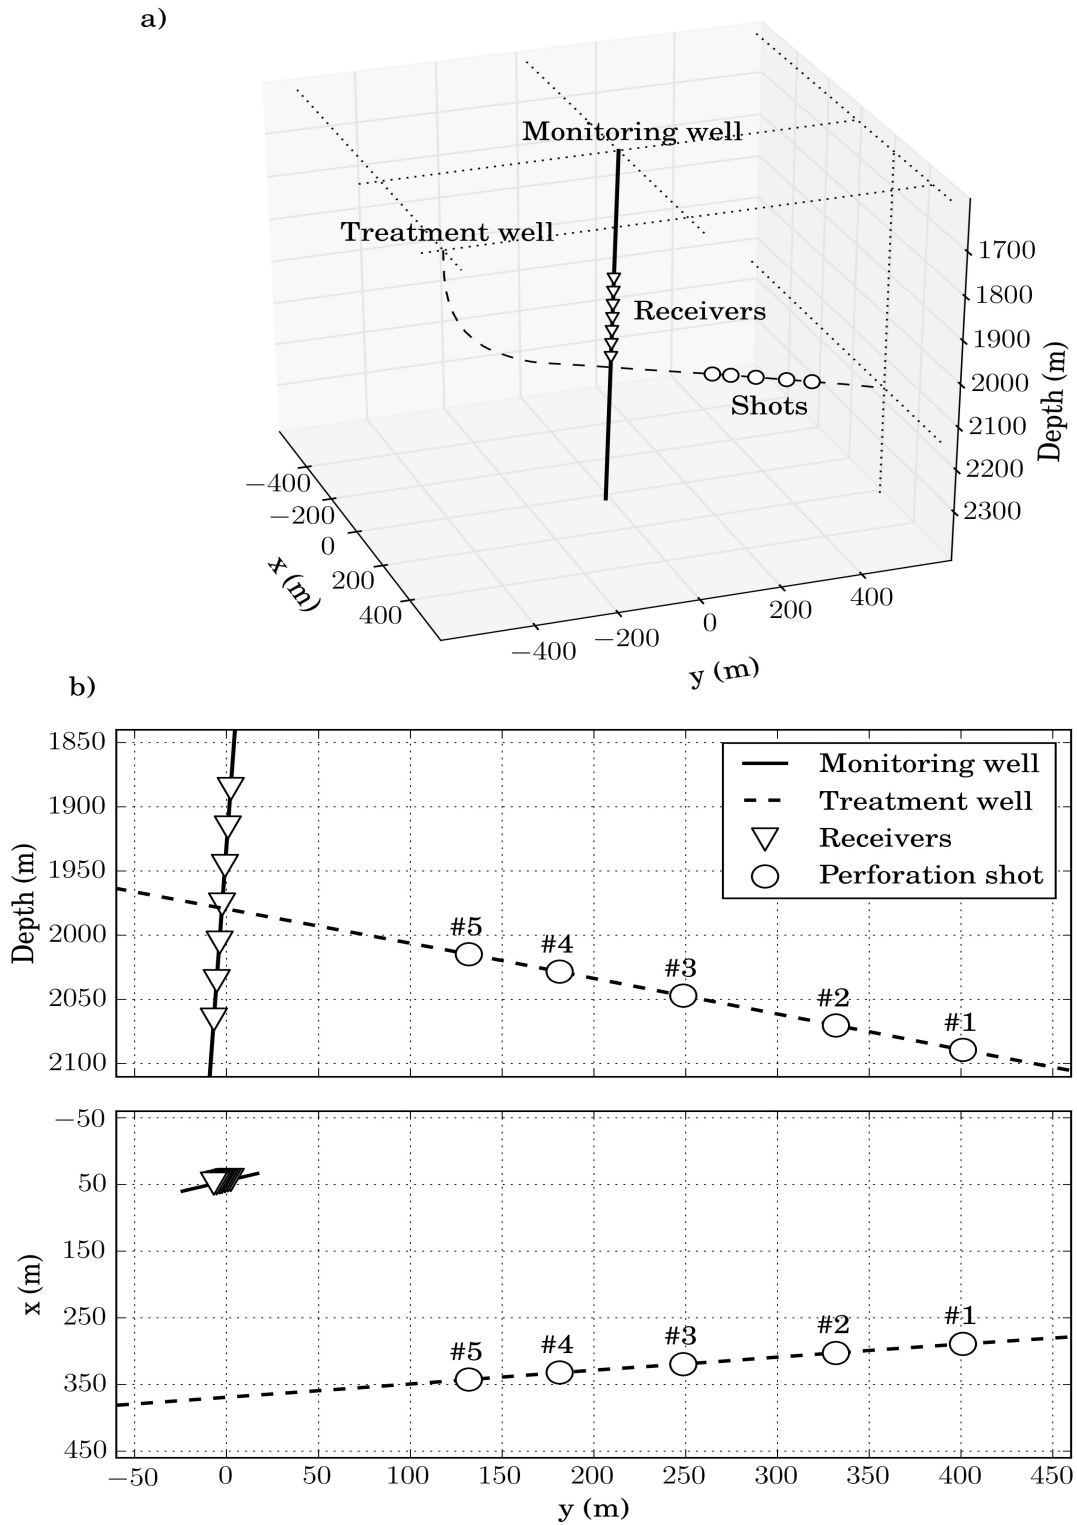 a)
Monitoring well
Treatment well
Receivers
Shots
1700
1800
1900
2000
2100
2200
2300
Depth (m)
−400
−200
0
200
400
x (m)
−400
−200
0
200
400
y (m)
b)
1850
1900
1950
2000
2050
2100
Depth (m)
#5
#4
#3
#2
#1
Monitoring well
Treatment well
Receivers
Perforation shot
−50
50
150
250
350
450
x (m)
#5
#4
#3
#2
#1
−50 0 50 100 150 200 250 300 350 400 450
y (m)